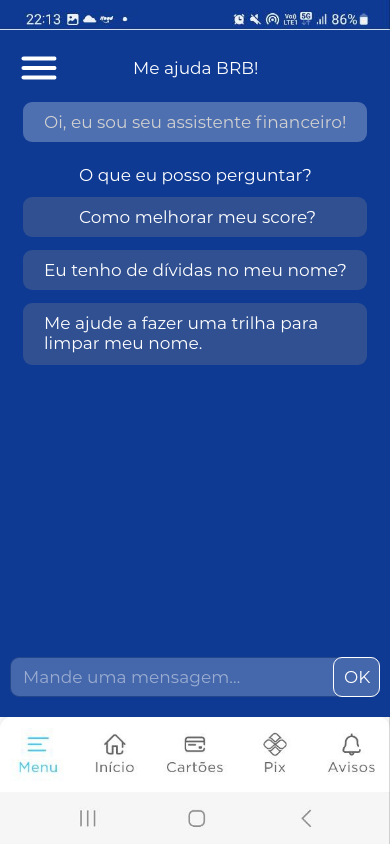 22:13
86%
Me ajuda BRB!
Oi, eu sou seu assistente financeiro!
O que eu posso perguntar?
Como melhorar meu score?
Eu tenho de dívidas no meu nome?
Me ajude a fazer uma trilha para
limpar meu nome.
Mande uma mensagem...
OK
Menu
Início
Cartões
Pix
Avisos